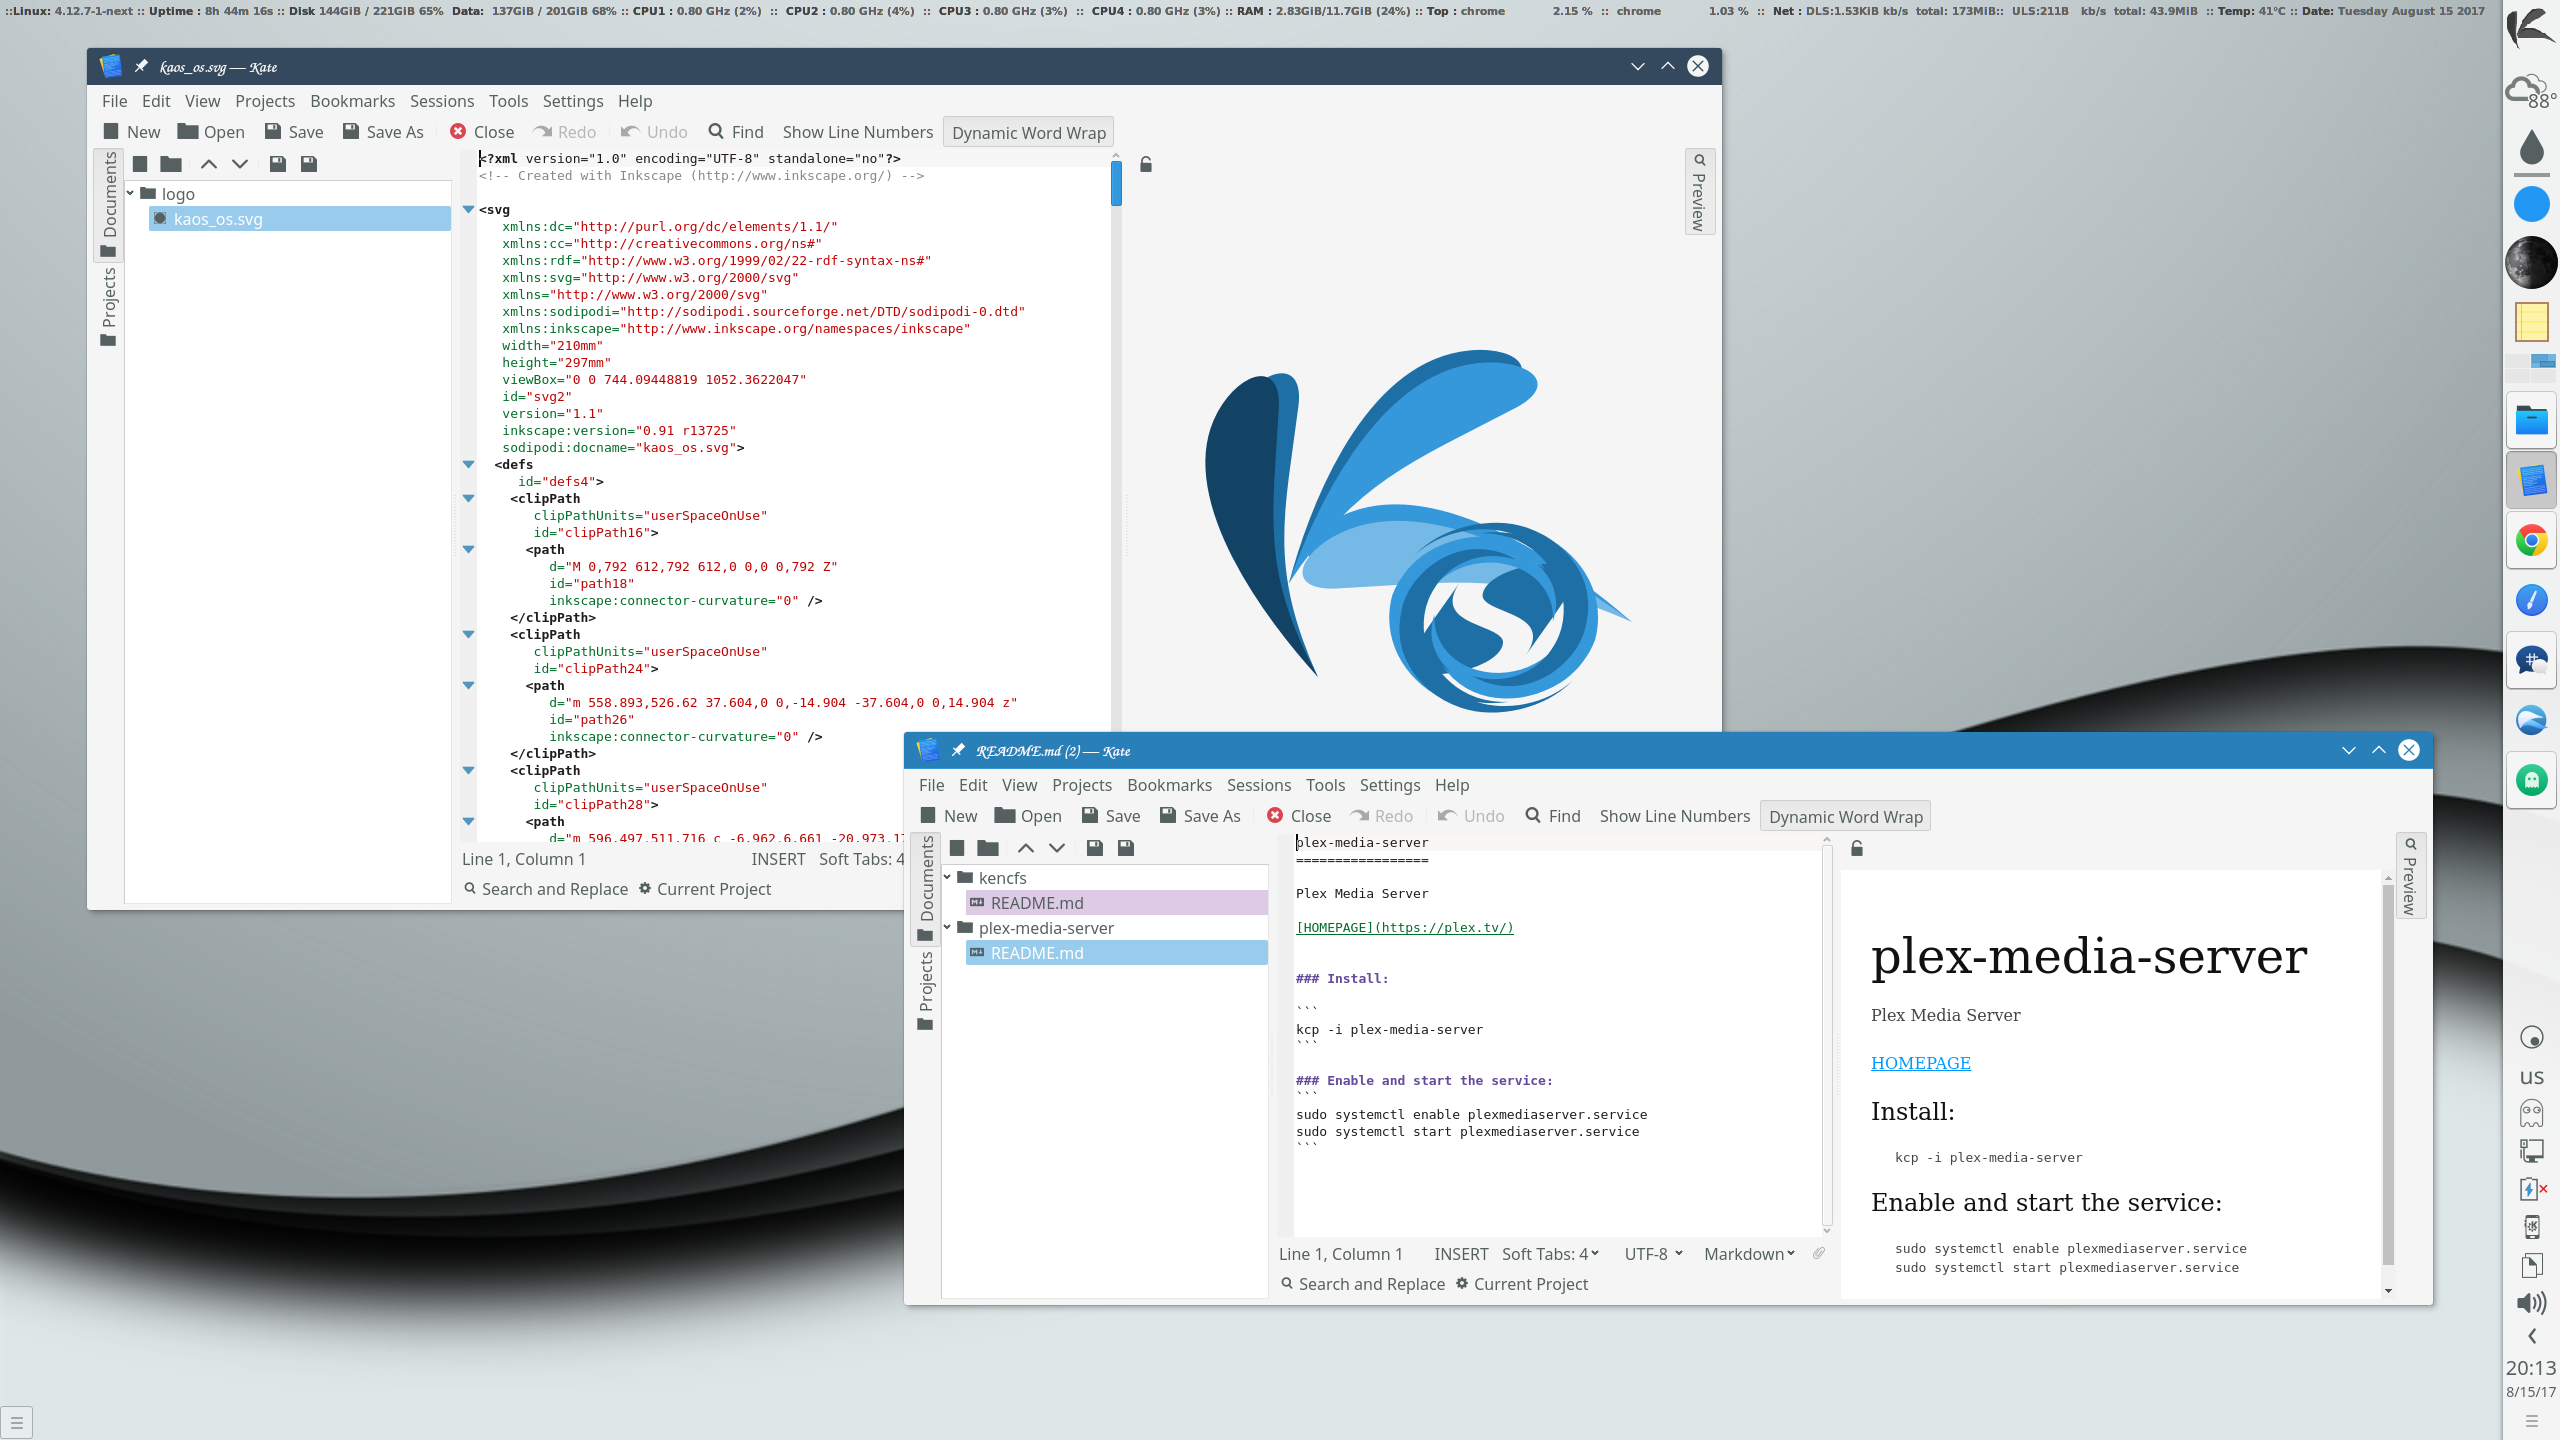 ::Linux: 4.12.7-1-next :: Uptime : 8h 44m 16s :: Disk 144GiB / 221GiB 65%  Data:  137GiB / 201GiB 68% :: CPU1 : 0.80 GHz (2%)  ::  CPU2 : 0.80 GHz (4%)  ::  CPU3 : 0.80 GHz (3%)  ::  CPU4 : 0.80 GHz (3%) :: RAM : 2.83GiB/11.7GiB (24%) :: Top : chrome  2.15 %  ::  chrome  1.03 %  ::  Net : DLS:1.53KiB kb/s  total: 173MiB::  ULS:211B  kb/s  total: 43.9MiB  :: Temp: 41°C :: Date: Tuesday August 15 2017
kaos_os.svg — Kate
File Edit View Projects Bookmarks Sessions Tools Settings Help
New Open Save Save As Close Redo Undo Find Show Line Numbers Dynamic Word Wrap
Documents
Projects
logo
kaos_os.svg
<?xml version="1.0" encoding="UTF-8" standalone="no"?>
<!-- Created with Inkscape (http://www.inkscape.org/) -->
<svg
xmlns:dc="http://purl.org/dc/elements/1.1/"
xmlns:cc="http://creativecommons.org/ns#"
xmlns:rdf="http://www.w3.org/1999/02/22-rdf-syntax-ns#"
xmlns:svg="http://www.w3.org/2000/svg"
xmlns="http://www.w3.org/2000/svg"
xmlns:sodipodi="http://sodipodi.sourceforge.net/DTD/sodipodi-0.dtd"
xmlns:inkscape="http://www.inkscape.org/namespaces/inkscape"
width="210mm"
height="297mm"
viewBox="0 0 744.09448819 1052.3622047"
id="svg2"
version="1.1"
inkscape:version="0.91 r13725"
sodipodi:docname="kaos_os.svg">
<defs
id="defs4">
<clipPath
clipPathUnits="userSpaceOnUse"
id="clipPath16">
<path
d="M 0,792 612,792 612,0 0,0 0,792 Z"
id="path18"
inkscape:connector-curvature="0" />
</clipPath>
<clipPath
clipPathUnits="userSpaceOnUse"
id="clipPath24">
<path
d="m 558.893,526.62 37.604,0 0,-14.904 -37.604,0 0,14.904 z"
id="path26"
inkscape:connector-curvature="0" />
</clipPath>
<clipPath
clipPathUnits="userSpaceOnUse"
id="clipPath28">
<path
d="m 596.497,511.716 c -6.962,6.661 -20.973,17
Line 1, Column 1 INSERT Soft Tabs: 4
Search and Replace Current Project
Preview
README.md (2) — Kate
File Edit View Projects Bookmarks Sessions Tools Settings Help
New Open Save Save As Close Redo Undo Find Show Line Numbers Dynamic Word Wrap
Documents
Projects
kencfs
README.md
plex-media-server
README.md
plex-media-server
=================
Plex Media Server
[HOMEPAGE](https://plex.tv/)
### Install:
```
kcp -i plex-media-server
```
### Enable and start the service:
```
sudo systemctl enable plexmediaserver.service
sudo systemctl start plexmediaserver.service
```
Line 1, Column 1 INSERT Soft Tabs: 4 UTF-8 Markdown
Search and Replace Current Project
Preview
plex-media-server
Plex Media Server
HOMEPAGE
Install:
kcp -i plex-media-server
Enable and start the service:
sudo systemctl enable plexmediaserver.service
sudo systemctl start plexmediaserver.service
88°
us
20:13
8/15/17